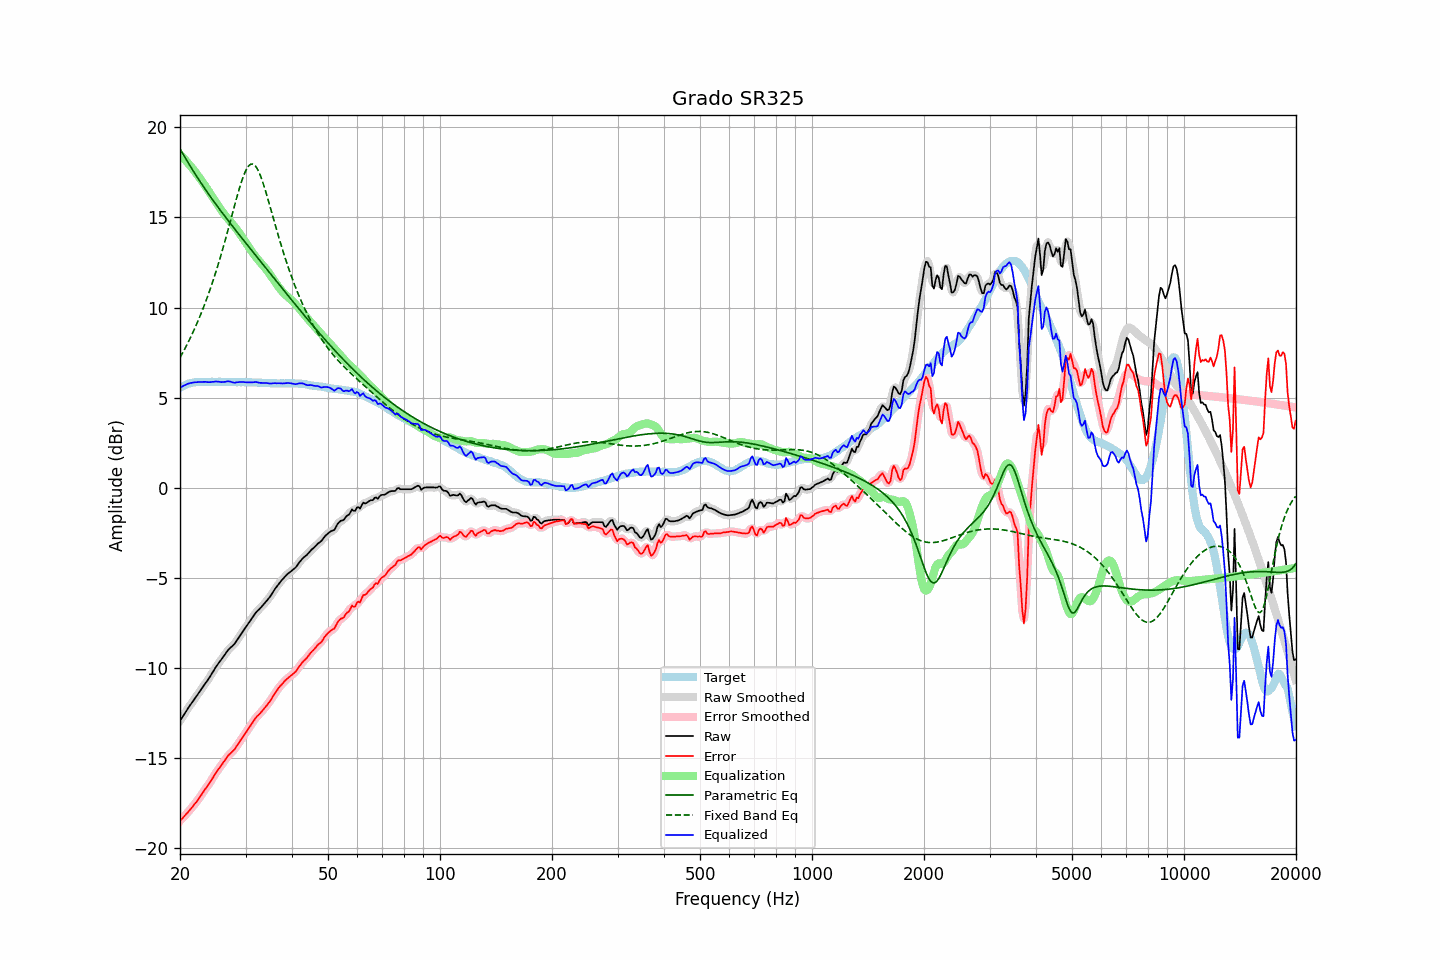 Grado SR325
Amplitude (dBr)
20
15
10
5
0
−5
−10
−15
−20
Target
Raw Smoothed
Error Smoothed
Raw
Error
Equalization
Parametric Eq
Fixed Band Eq
Equalized
20
50
100
200
500
1000
2000
5000
10000
20000
Frequency (Hz)